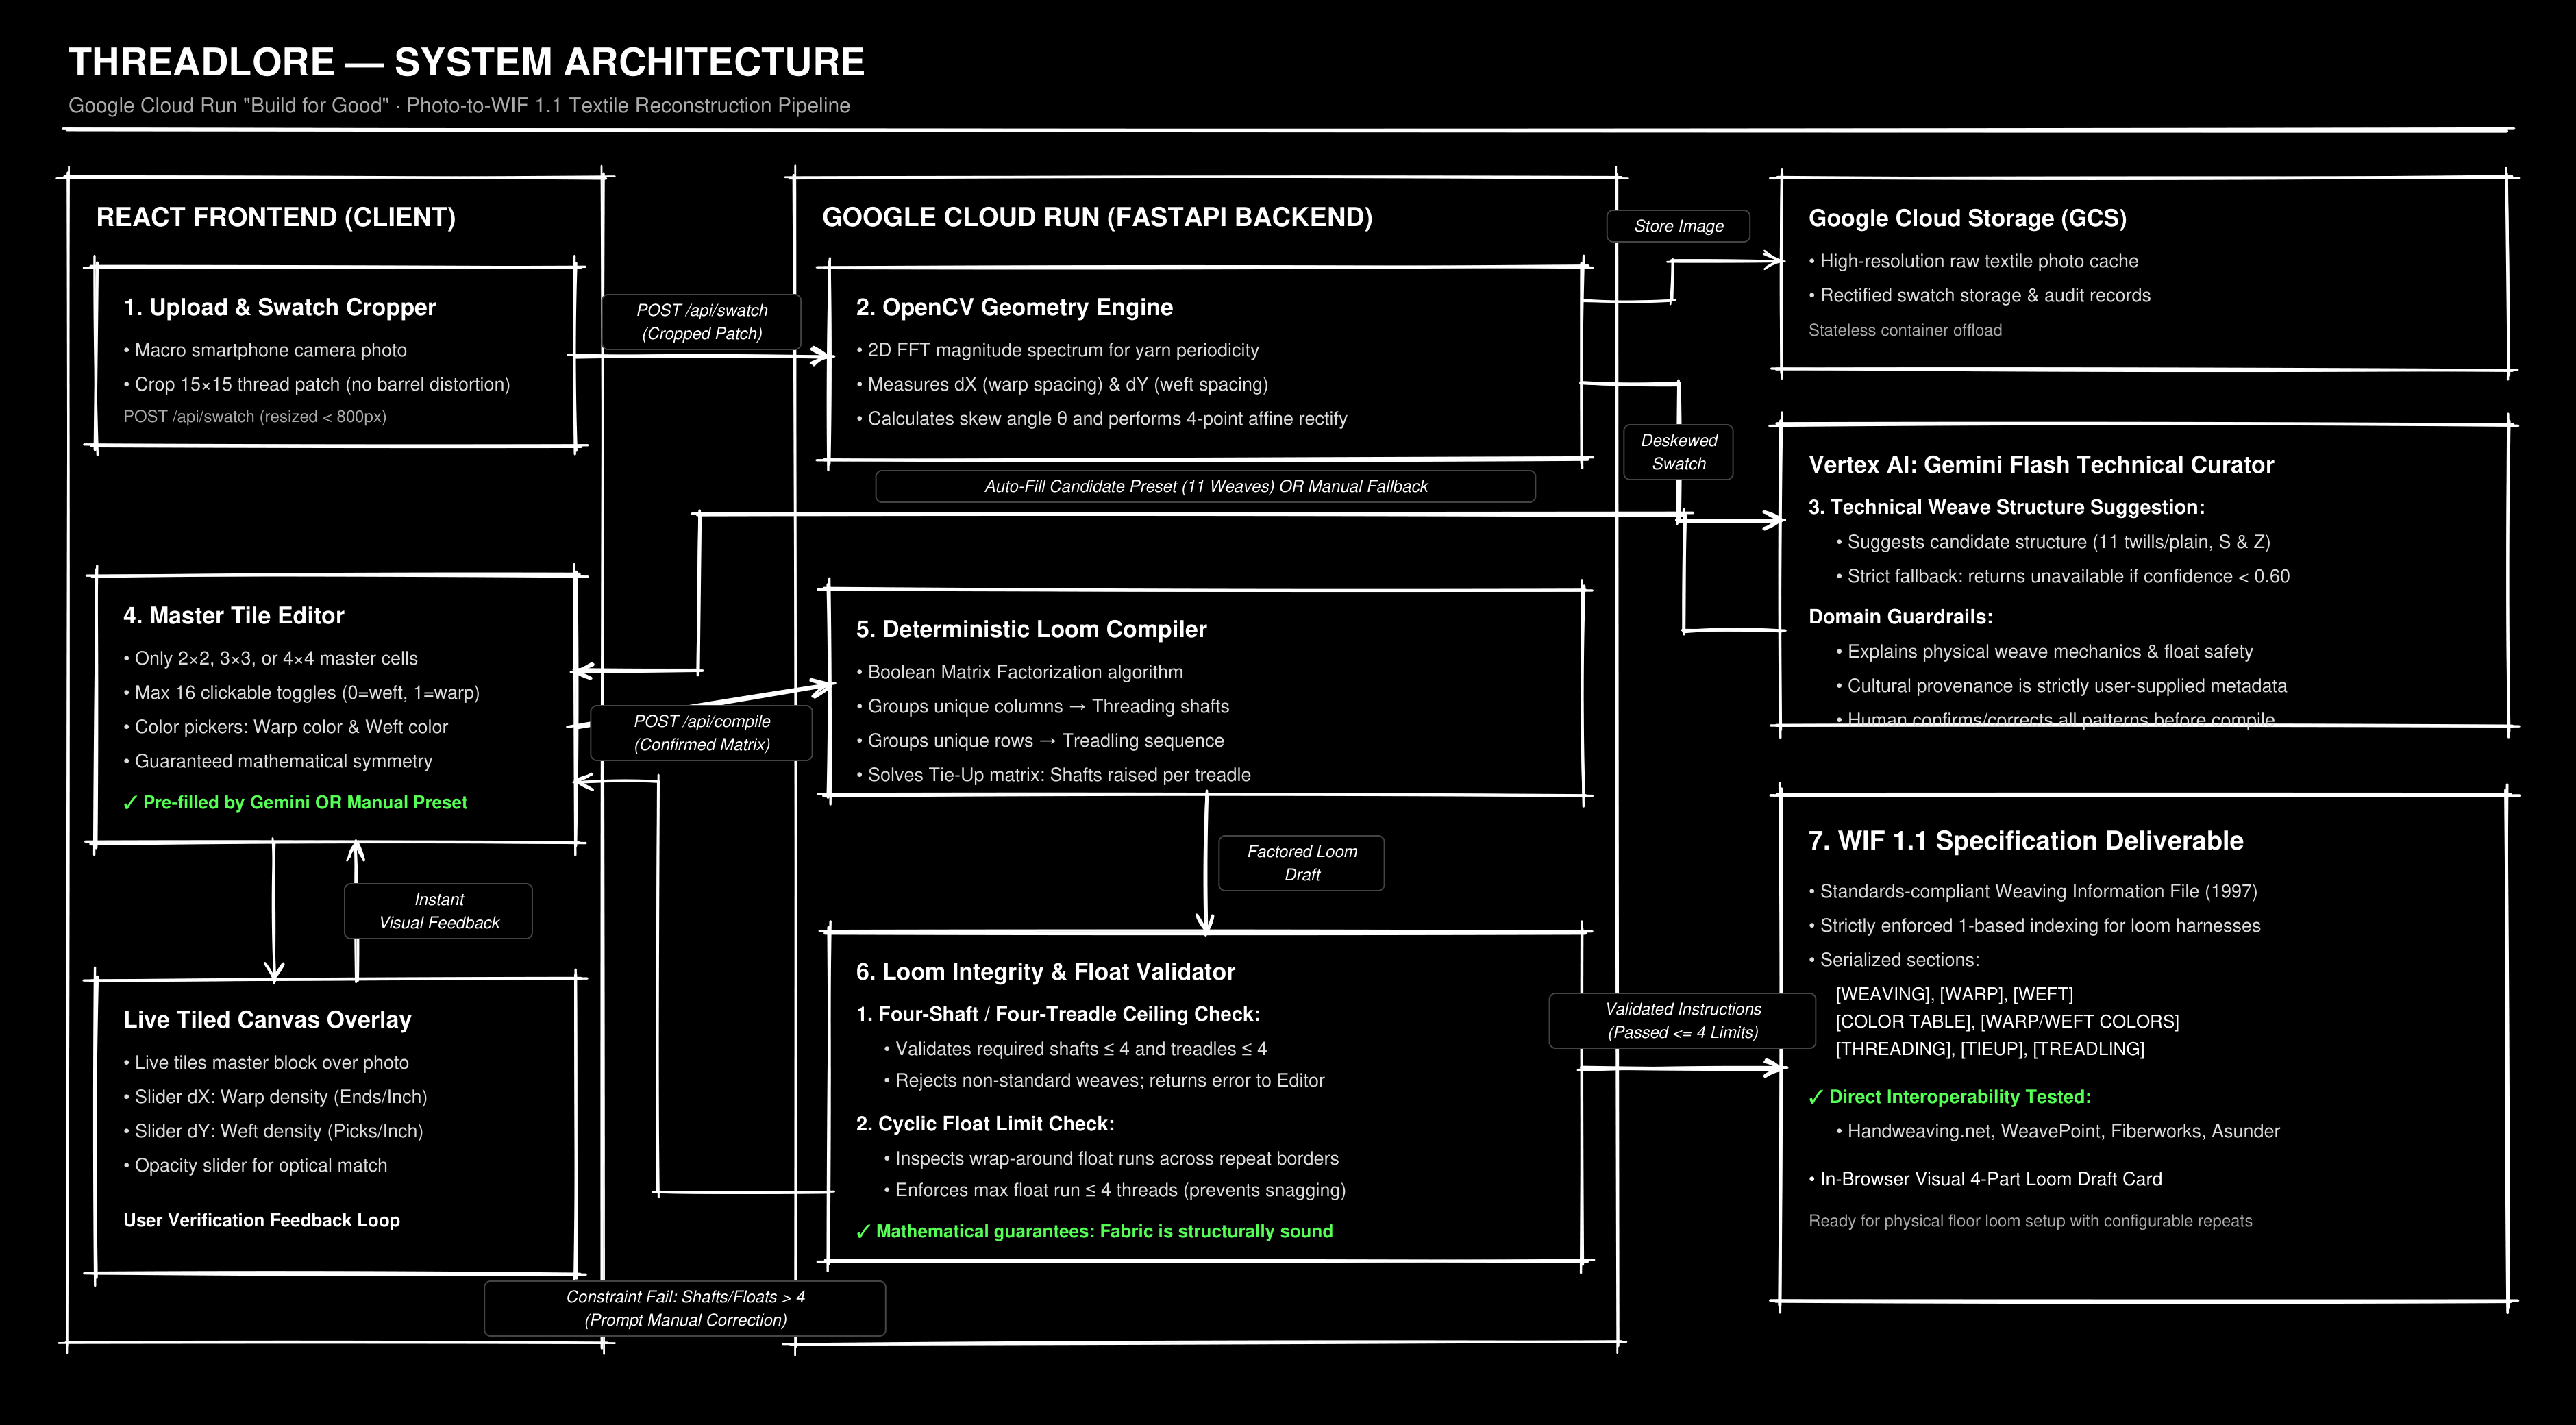 THREADLORE — SYSTEM ARCHITECTURE
Google Cloud Run "Build for Good" · Photo-to-WIF 1.1 Textile Reconstruction Pipeline
REACT FRONTEND (CLIENT)
1. Upload & Swatch Cropper
• Macro smartphone camera photo
• Crop 15×15 thread patch (no barrel distortion)
POST /api/swatch (resized < 800px)
POST /api/swatch
(Cropped Patch)
4. Master Tile Editor
• Only 2×2, 3×3, or 4×4 master cells
• Max 16 clickable toggles (0=weft, 1=warp)
• Color pickers: Warp color & Weft color
• Guaranteed mathematical symmetry
✓ Pre-filled by Gemini OR Manual Preset
Instant
Visual Feedback
Live Tiled Canvas Overlay
• Live tiles master block over photo
• Slider dX: Warp density (Ends/Inch)
• Slider dY: Weft density (Picks/Inch)
• Opacity slider for optical match
User Verification Feedback Loop
Constraint Fail: Shafts/Floats > 4
(Prompt Manual Correction)
GOOGLE CLOUD RUN (FASTAPI BACKEND)
2. OpenCV Geometry Engine
• 2D FFT magnitude spectrum for yarn periodicity
• Measures dX (warp spacing) & dY (weft spacing)
• Calculates skew angle θ and performs 4-point affine rectify
Auto-Fill Candidate Preset (11 Weaves) OR Manual Fallback
POST /api/compile
(Confirmed Matrix)
5. Deterministic Loom Compiler
• Boolean Matrix Factorization algorithm
• Groups unique columns → Threading shafts
• Groups unique rows → Treadling sequence
• Solves Tie-Up matrix: Shafts raised per treadle
Factored Loom
Draft
6. Loom Integrity & Float Validator
1. Four-Shaft / Four-Treadle Ceiling Check:
• Validates required shafts ≤ 4 and treadles ≤ 4
• Rejects non-standard weaves; returns error to Editor
2. Cyclic Float Limit Check:
• Inspects wrap-around float runs across repeat borders
• Enforces max float run ≤ 4 threads (prevents snagging)
✓ Mathematical guarantees: Fabric is structurally sound
Store Image
Deskewed
Swatch
Validated Instructions
(Passed <= 4 Limits)
Google Cloud Storage (GCS)
• High-resolution raw textile photo cache
• Rectified swatch storage & audit records
Stateless container offload
Vertex AI: Gemini Flash Technical Curator
3. Technical Weave Structure Suggestion:
• Suggests candidate structure (11 twills/plain, S & Z)
• Strict fallback: returns unavailable if confidence < 0.60
Domain Guardrails:
• Explains physical weave mechanics & float safety
• Cultural provenance is strictly user-supplied metadata
• Human confirms/corrects all patterns before compile
7. WIF 1.1 Specification Deliverable
• Standards-compliant Weaving Information File (1997)
• Strictly enforced 1-based indexing for loom harnesses
• Serialized sections:
[WEAVING], [WARP], [WEFT]
[COLOR TABLE], [WARP/WEFT COLORS]
[THREADING], [TIEUP], [TREADLING]
✓ Direct Interoperability Tested:
• Handweaving.net, WeavePoint, Fiberworks, Asunder
• In-Browser Visual 4-Part Loom Draft Card
Ready for physical floor loom setup with configurable repeats